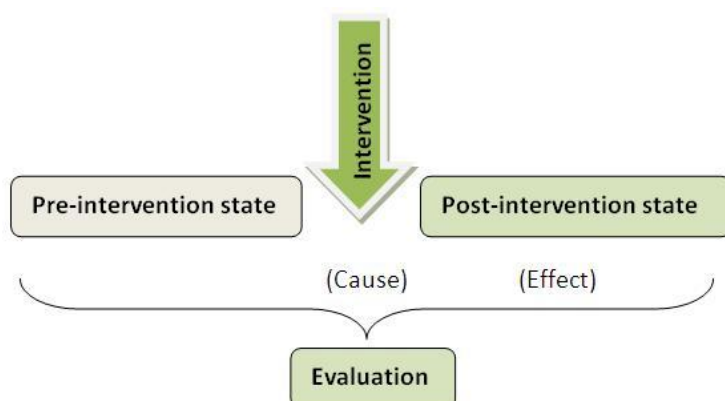 Intervention
Pre-intervention state
Post-intervention state
(Cause)
(Effect)
Evaluation